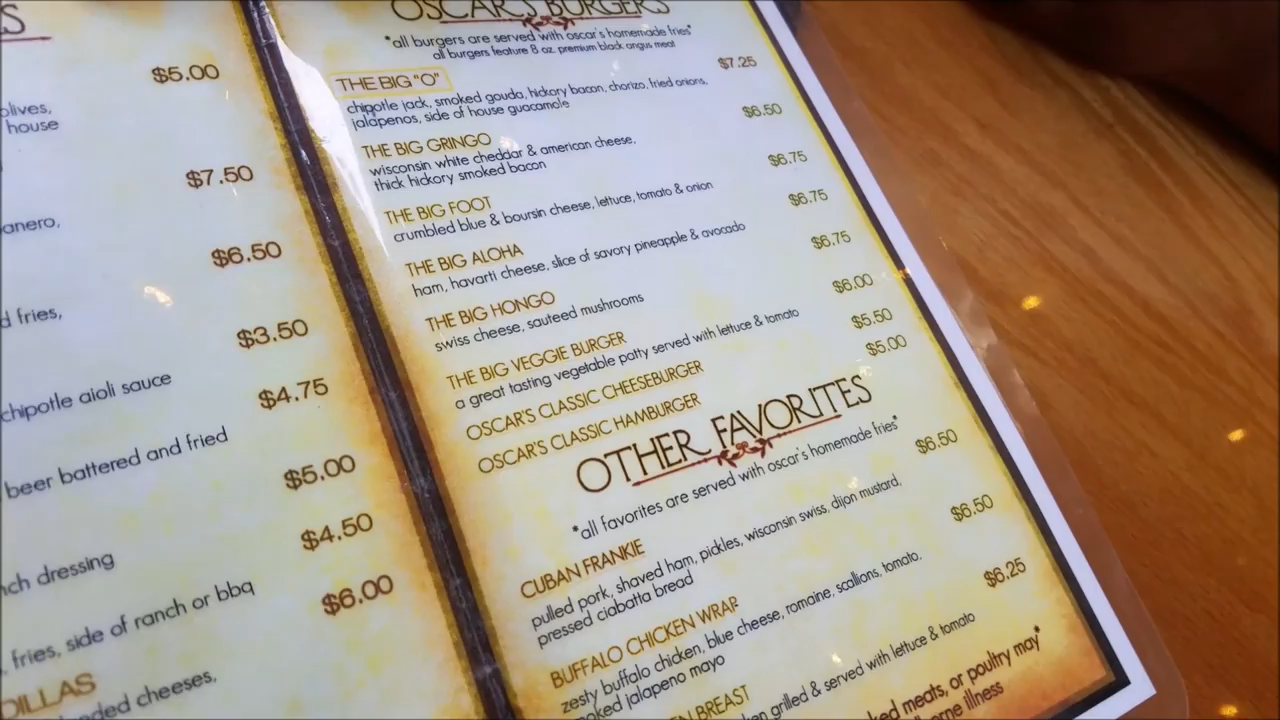 $5.00
olives,
house
$7.50
$6.50
fries,
$3.50
chipotle aioli sauce
$4.75
beer battered and fried
$5.00
$4.50
dressing
$6.00
fries, side of ranch or bbq
cheeses,
OSCAR'S BURGERS
*all burgers are served with oscar's homemade fries*
all burgers feature 8 oz. premium black angus meat
THE BIG "O" $7.25
chipotle jack, smoked gouda, hickory bacon, chorizo, fried onions,
jalapenos, side of house guacamole
THE BIG GRINGO $6.50
wisconsin white cheddar & american cheese,
thick hickory smoked bacon
THE BIG FOOT $6.75
crumbled blue & boursin cheese, lettuce, tomato & onion
THE BIG ALOHA $6.75
ham, havarti cheese, slice of savory pineapple & avocado
THE BIG HONGO $6.75
swiss cheese, sauteed mushrooms
THE BIG VEGGIE BURGER $6.00
a great tasting vegetable patty served with lettuce & tomato
OSCAR'S CLASSIC CHEESEBURGER $5.50
OSCAR'S CLASSIC HAMBURGER $5.00
OTHER FAVORITES
*all favorites are served with oscar's homemade fries*
CUBAN FRANKIE $6.50
pulled pork, shaved ham, pickles, wisconsin swiss, dijon mustard,
pressed ciabatta bread
BUFFALO CHICKEN WRAP $6.50
zesty buffalo chicken, blue cheese, romaine, scallions, tomato,
smoked jalapeno mayo
BREAST $6.25
grilled & served with lettuce & tomato
meats, or poultry may*
illness